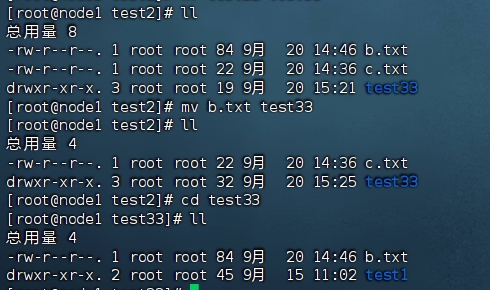 [root@node1 test2]# ll
总用量 8
-rw-r--r--. 1 root root 84 9月  20 14:46 b.txt
-rw-r--r--. 1 root root 22 9月  20 14:36 c.txt
drwxr-xr-x. 3 root root 19 9月  20 15:21 test33
[root@node1 test2]# mv b.txt test33
[root@node1 test2]# ll
总用量 4
-rw-r--r--. 1 root root 22 9月  20 14:36 c.txt
drwxr-xr-x. 3 root root 32 9月  20 15:25 test33
[root@node1 test2]# cd test33
[root@node1 test33]# ll
总用量 4
-rw-r--r--. 1 root root 84 9月  20 14:46 b.txt
drwxr-xr-x. 2 root root 45 9月  15 11:02 test1
[root@node1 test33]#